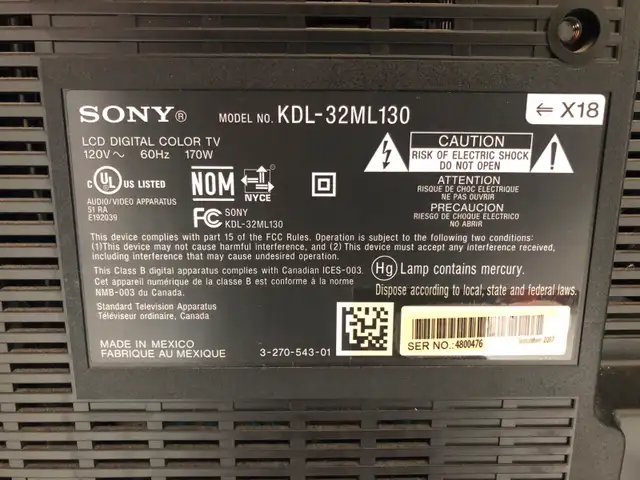 SONY®
MODEL NO. KDL-32ML130
⇐ X18
LCD DIGITAL COLOR TV
120V~ 60Hz 170W
CAUTION
RISK OF ELECTRIC SHOCK
DO NOT OPEN
ATTENTION
RISQUE DE CHOC ELECTRIQUE
NE PAS OUVRIR
PRECAUCION
RIESGO DE CHOQUE ELECTRICO
NO ABRIR
c UL US LISTED
AUDIO/VIDEO APPARATUS
51 RA
E192039
NOM
NYCE
FC SONY
KDL-32ML130
This device complies with part 15 of the FCC Rules. Operation is subject to the following two conditions:
(1)This device may not cause harmful interference, and (2) This device must accept any interference received,
including interference that may cause undesired operation.
This Class B digital apparatus complies with Canadian ICES-003.
Cet appareil numérique de la classe B est conforme à la norme
NMB-003 du Canada.
Hg Lamp contains mercury.
Dispose according to local, state and federal laws.
Standard Television Apparatus
Téléviseur ordinaire, Canada
MADE IN MEXICO
FABRIQUE AU MEXIQUE
3-270-543-01
SER NO.:4800476